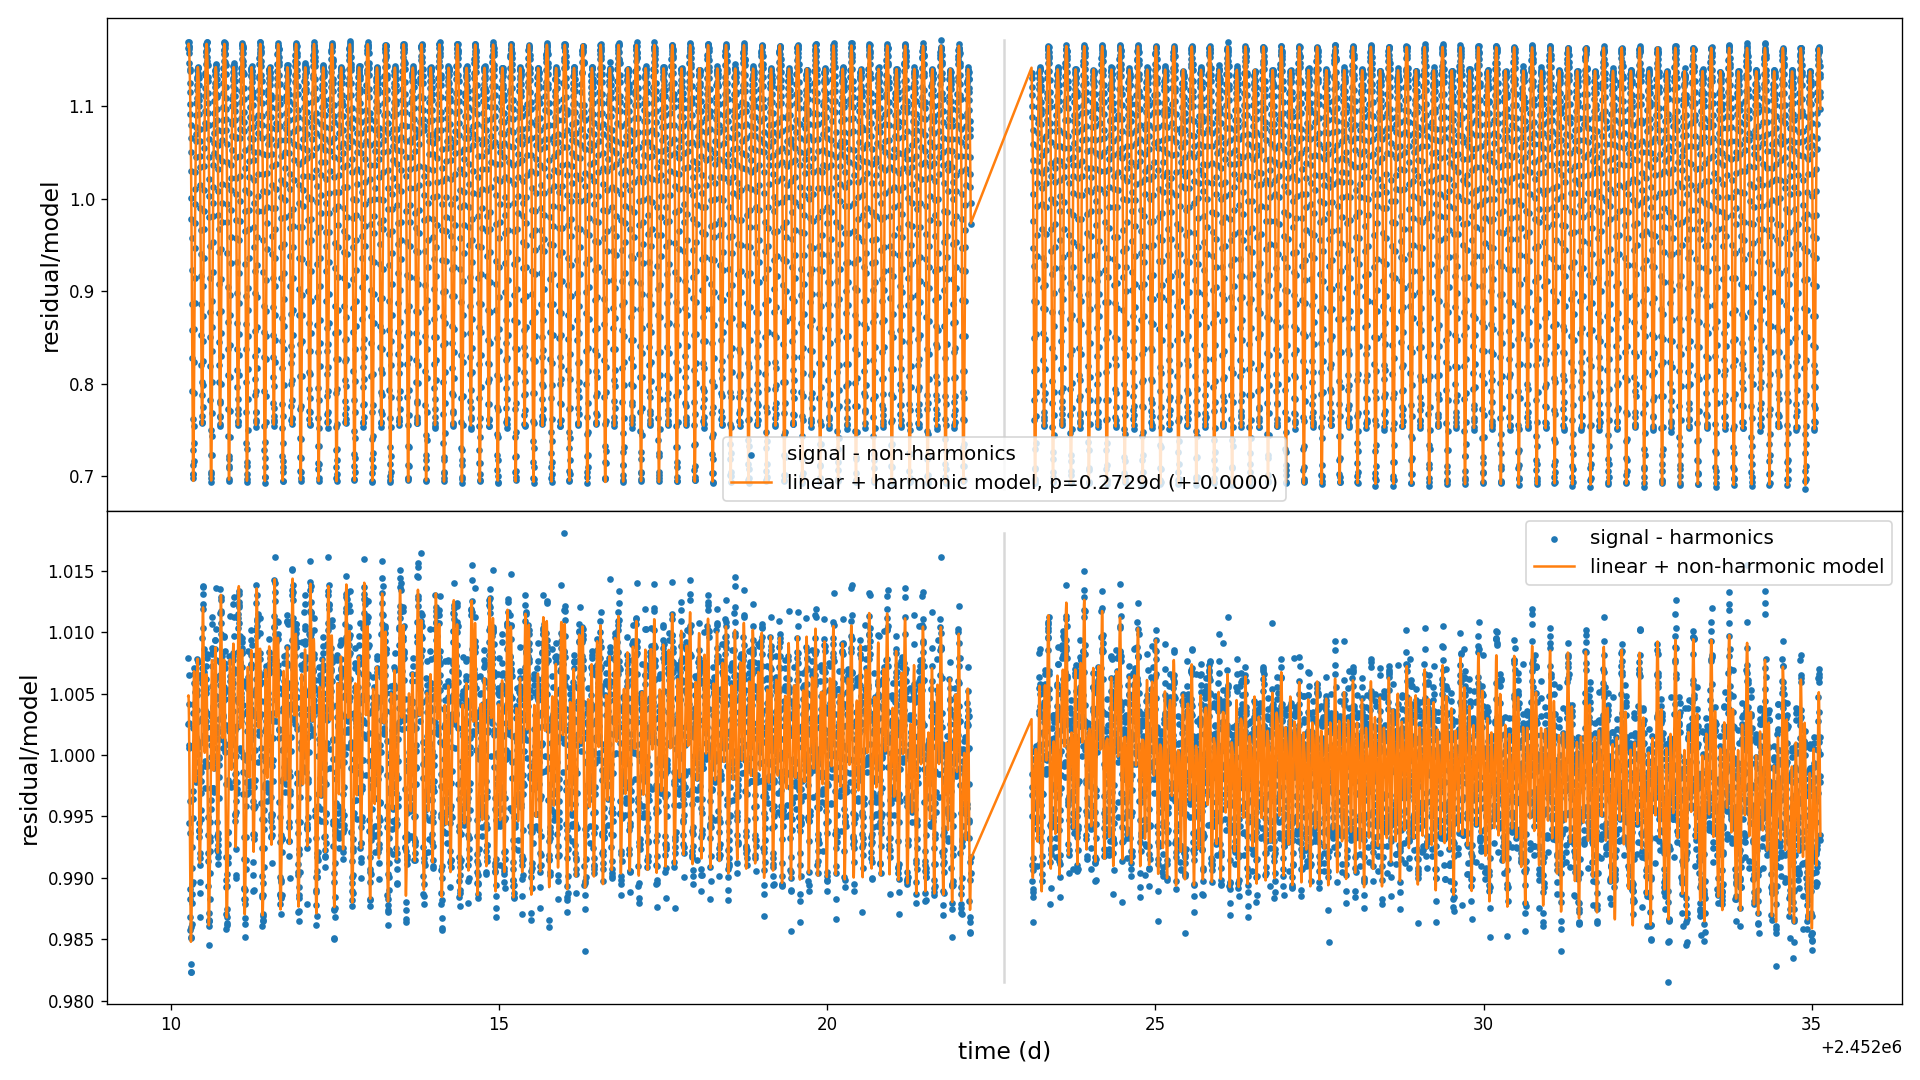 residual/model
1.1
1.0
0.9
0.8
0.7
signal - non-harmonics
linear + harmonic model, p=0.2729d (+-0.0000)
residual/model
1.015
1.010
1.005
1.000
0.995
0.990
0.985
0.980
signal - harmonics
linear + non-harmonic model
10
15
20
25
30
35
time (d)
+2.452e6